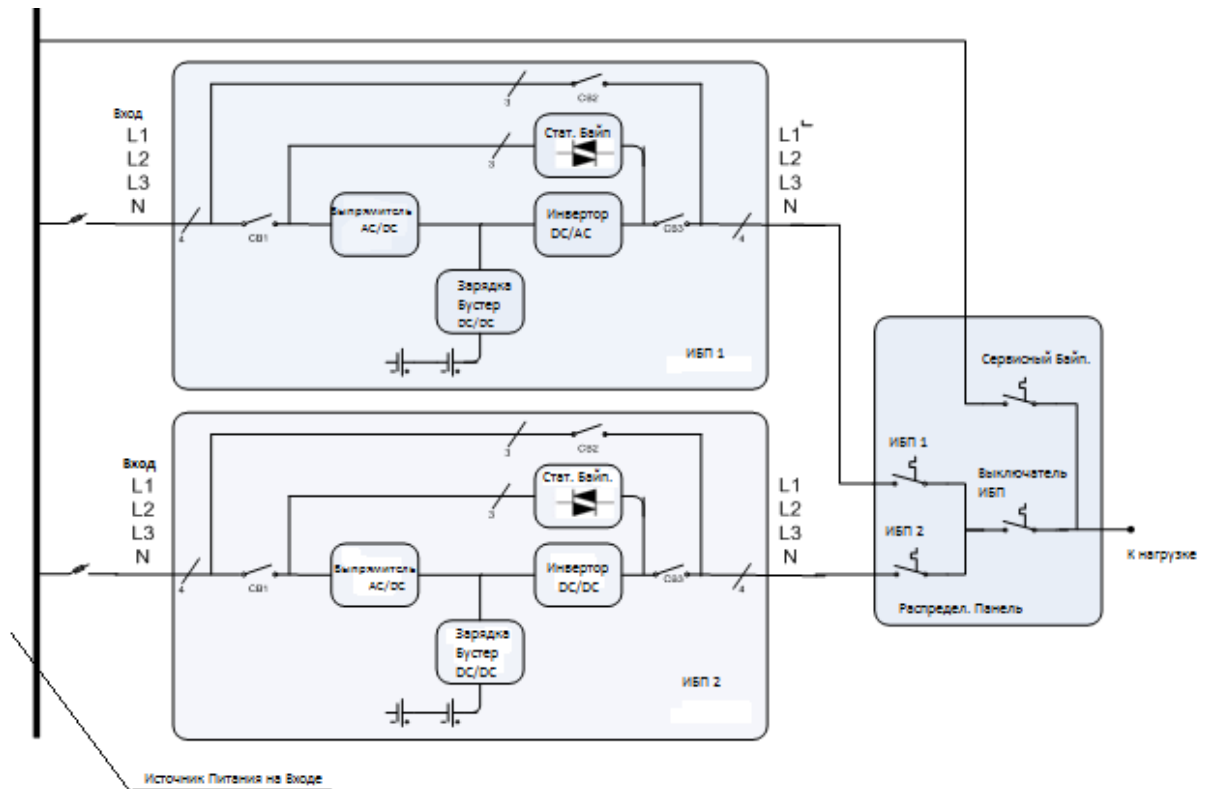 Вход
L1
L2
L3
N
4
CB1
3
CB2
3
Стат. Байп
Выпрямитель
AC/DC
Инвертор
DC/AC
CB3
4
Зарядка
Бустер
DC/DC
ИБП 1
L1
L2
L3
N
Вход
L1
L2
L3
N
4
CB1
3
CB2
3
Стат. Байп.
Выпрямитель
AC/DC
Инвертор
DC/DC
CB3
4
Зарядка
Бустер
DC/DC
ИБП 2
L1
L2
L3
N
Сервисный Байп.
ИБП 1
Выключатель
ИБП
ИБП 2
К нагрузке
Распредел. Панель
Источник Питания на Входе